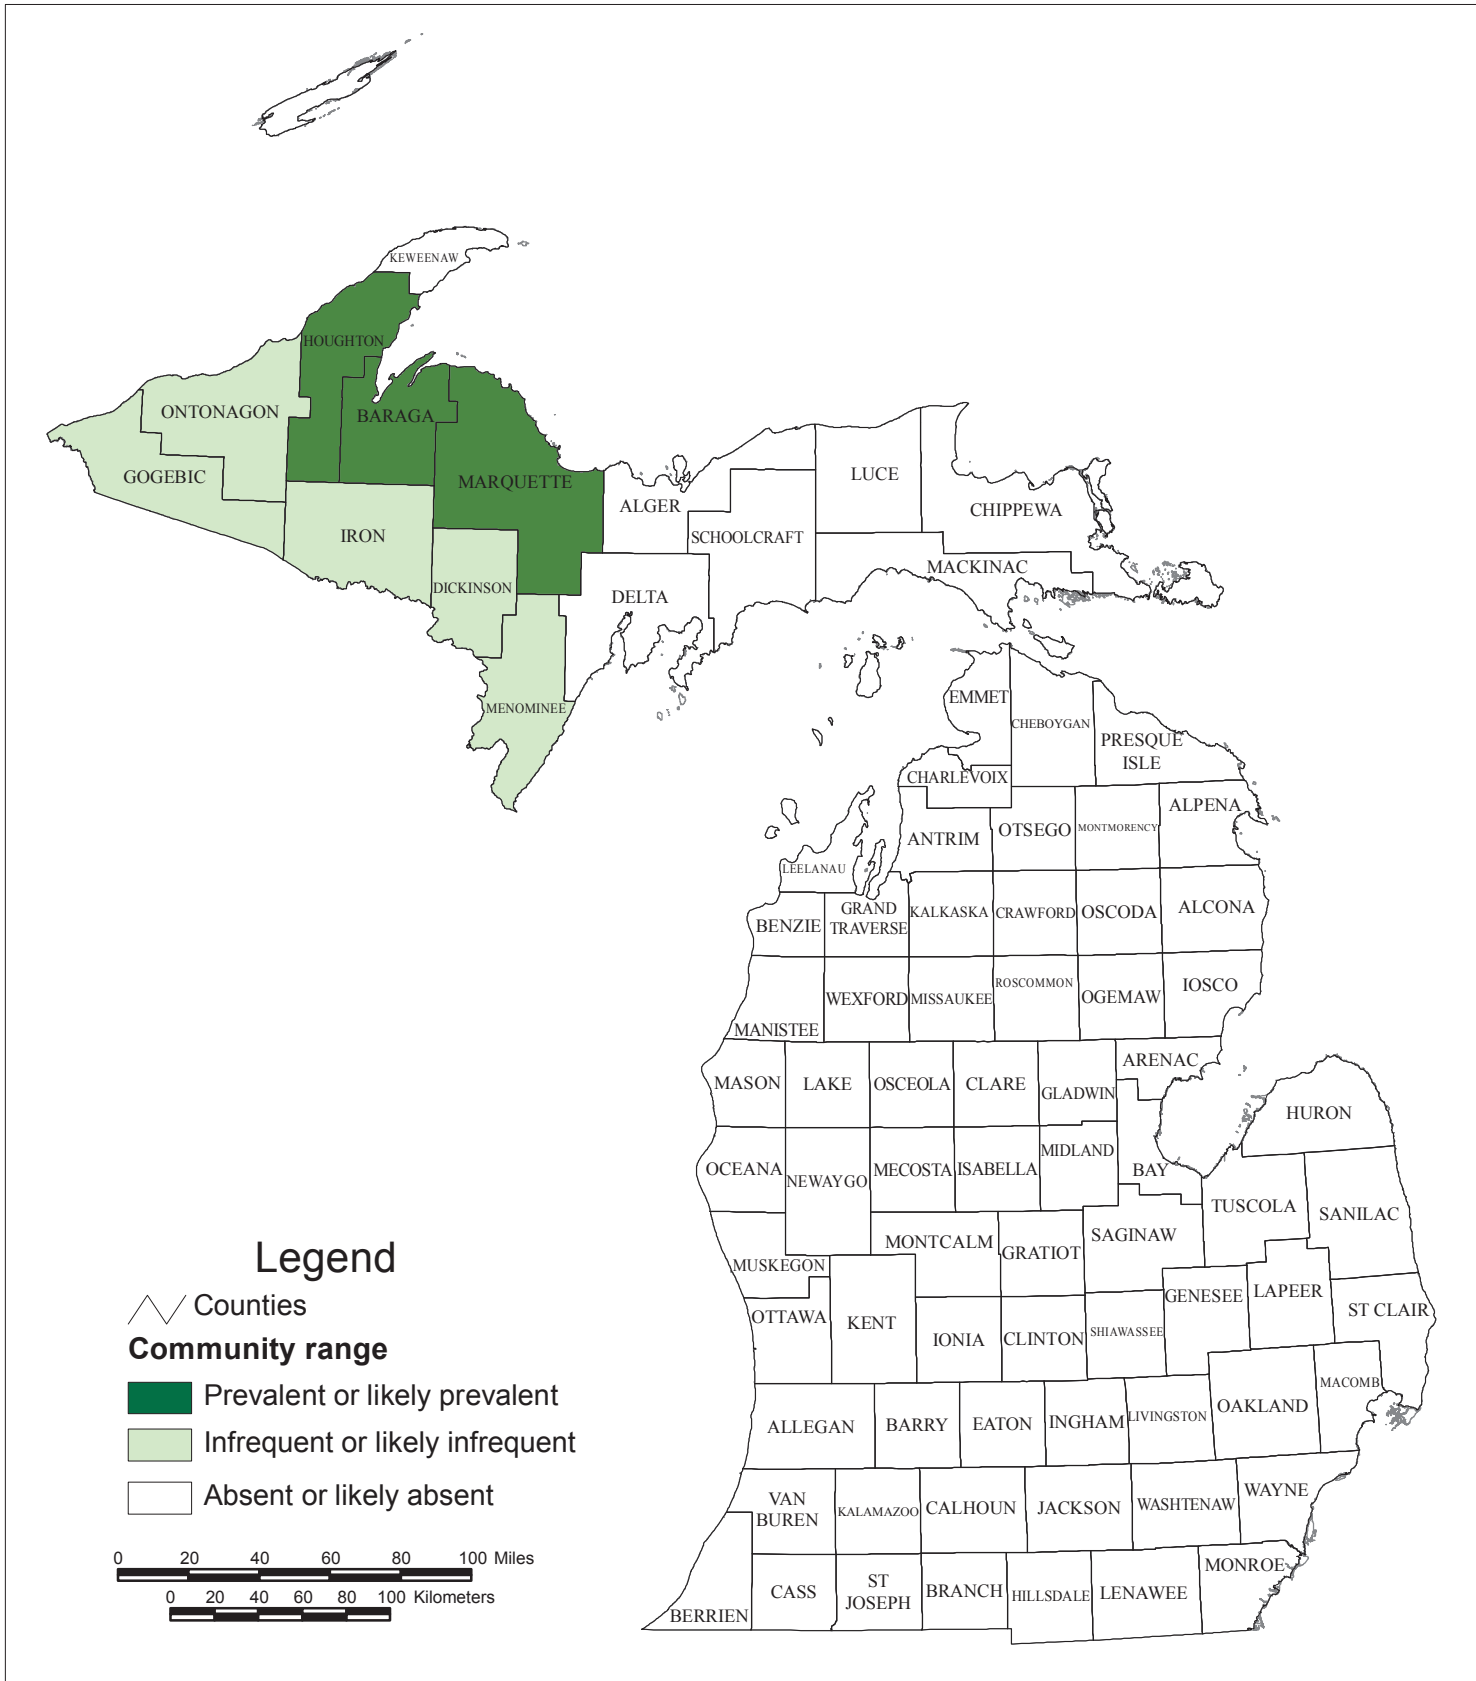 KEWEENAW
HOUGHTON
ONTONAGON
BARAGA
GOGEBIC
MARQUETTE
LUCE
ALGER
CHIPPEWA
IRON
SCHOOLCRAFT
MACKINAC
DICKINSON
DELTA
MENOMINEE
EMMET
CHEBOYGAN
PRESQUE
ISLE
CHARLEVOIX
ALPENA
ANTRIM
OTSEGO
MONTMORENCY
LEELANAU
BENZIE
GRAND
TRAVERSE
KALKASKA
CRAWFORD
OSCODA
ALCONA
MANISTEE
WEXFORD
MISSAUKEE
ROSCOMMON
OGEMAW
IOSCO
ARENAC
MASON
LAKE
OSCEOLA
CLARE
GLADWIN
HURON
OCEANA
NEWAYGO
MECOSTA
ISABELLA
MIDLAND
BAY
TUSCOLA
SANILAC
MUSKEGON
MONTCALM
GRATIOT
SAGINAW
GENESEE
LAPEER
ST CLAIR
OTTAWA
KENT
IONIA
CLINTON
SHIAWASSEE
OAKLAND
MACOMB
ALLEGAN
BARRY
EATON
INGHAM
LIVINGSTON
VAN
BUREN
KALAMAZOO
CALHOUN
JACKSON
WASHTENAW
WAYNE
BERRIEN
CASS
ST
JOSEPH
BRANCH
HILLSDALE
LENAWEE
MONROE
Legend
Counties
Community range
Prevalent or likely prevalent
Infrequent or likely infrequent
Absent or likely absent
0 20 40 60 80 100 Miles
0 20 40 60 80 100 Kilometers